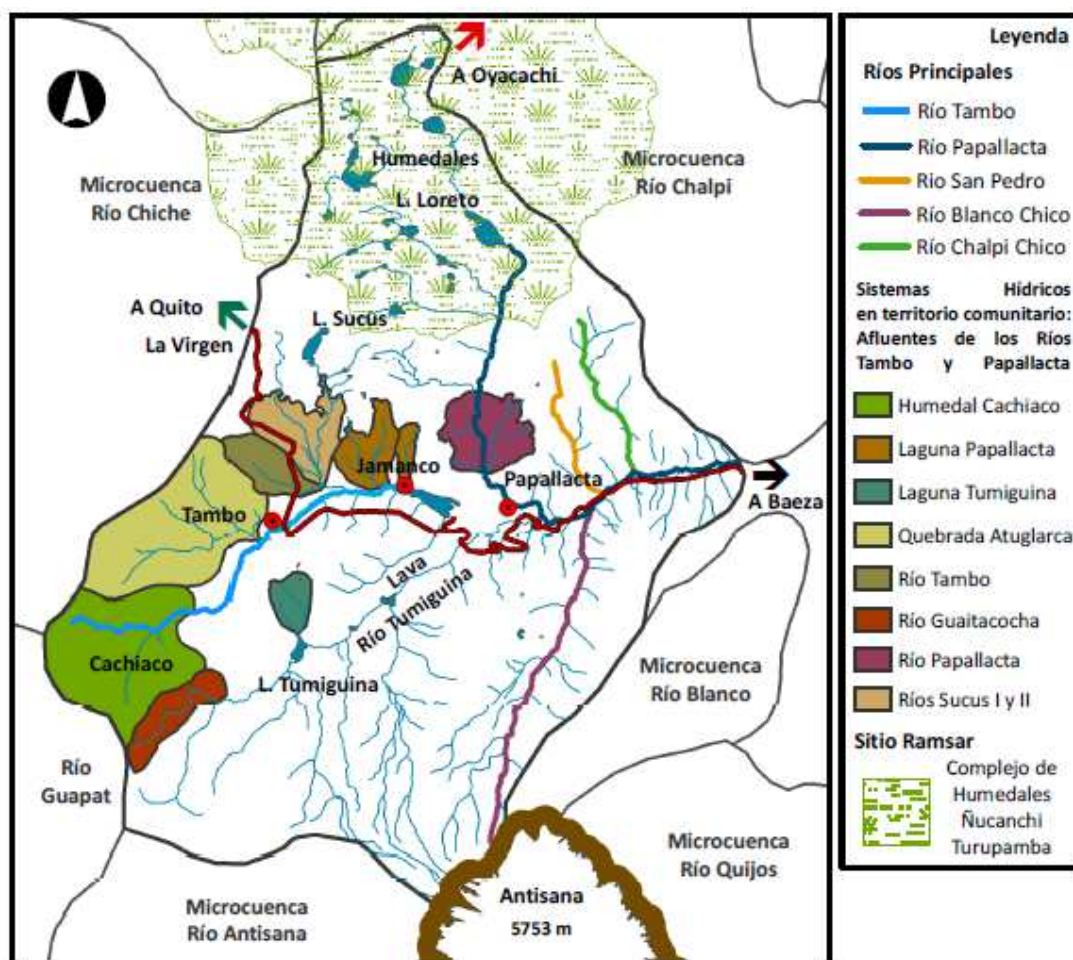 A Oyacachi
Humedales
Microcuenca
Río Chalpi
Microcuenca
Río Chiche
L. Loreto
A Quito
L. Sucus
La Virgen
Jamanco
Papallacta
Tambo
A Baeza
Lava
Río Tumiguina
Cachiaco
L. Tumiguina
Microcuenca
Río Blanco
Río
Guapat
Microcuenca
Río Quijos
Antisana
5753 m
Microcuenca
Río Antisana
Leyenda
Ríos Principales
Río Tambo
Río Papallacta
Río San Pedro
Río Blanco Chico
Río Chalpi Chico
Sistemas Hídricos
en territorio comunitario:
Afluentes de los Ríos
Tambo y Papallacta
Humedal Cachiaco
Laguna Papallacta
Laguna Tumiguina
Quebrada Atuglarca
Río Tambo
Río Guaitacocha
Río Papallacta
Ríos Sucus I y II
Sitio Ramsar
Complejo de
Humedales
Ñucanchi
Turupamba